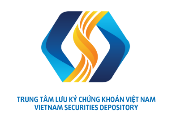 TRUNG TÂM LƯU KÝ CHỨNG KHOÁN VIỆT NAM
VIETNAM SECURITIES DEPOSITORY